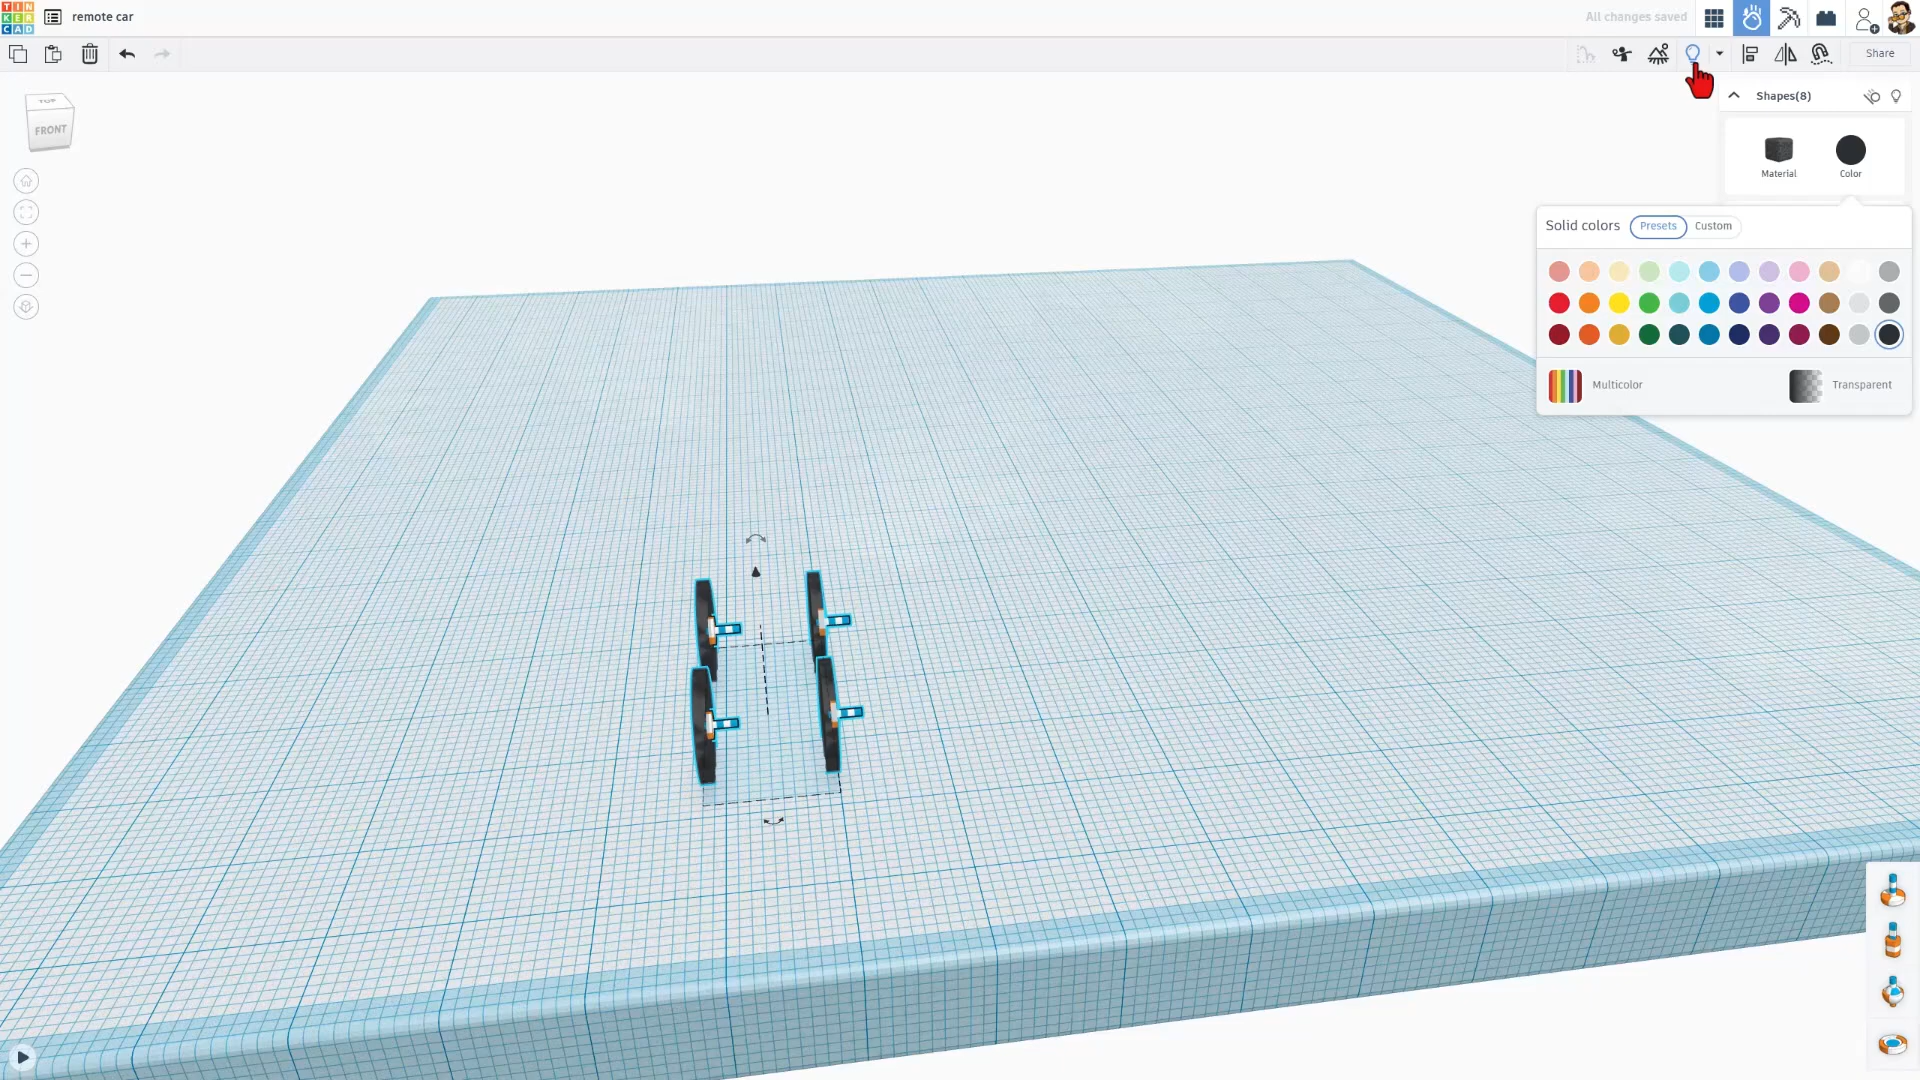 TIN
KER
CAD
remote car
All changes saved
Share
TOP
FRONT
Shapes(8)
Material
Color
Solid colors
Presets
Custom
Multicolor
Transparent